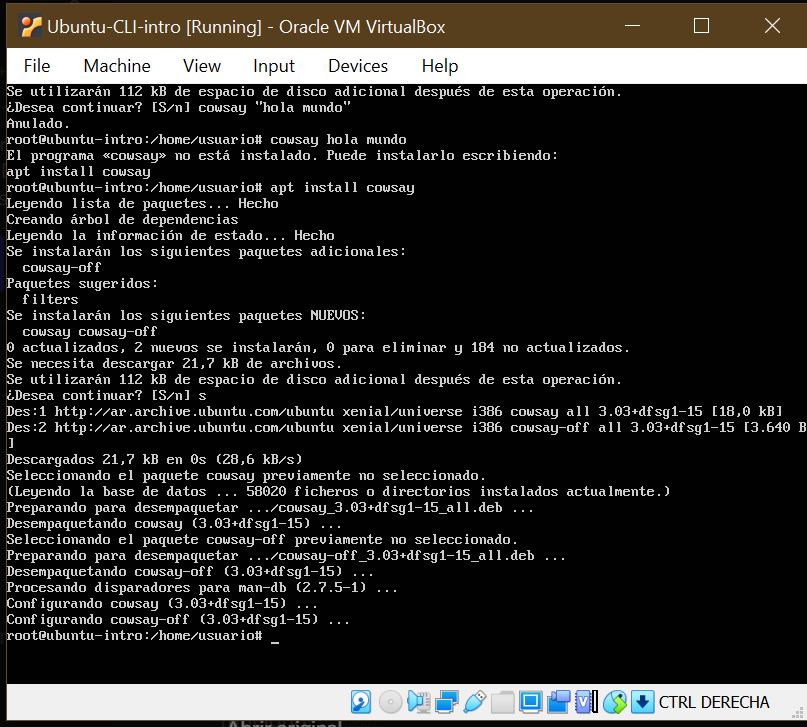 Ubuntu-CLI-intro [Running] - Oracle VM VirtualBox
File Machine View Input Devices Help
Se utilizarán 112 kB de espacio de disco adicional después de esta operación.
¿Desea continuar? [S/n] cowsay "hola mundo"
Anulado.
root@ubuntu-intro:/home/usuario# cowsay hola mundo
El programa «cowsay» no está instalado. Puede instalarlo escribiendo:
apt install cowsay
root@ubuntu-intro:/home/usuario# apt install cowsay
Leyendo lista de paquetes... Hecho
Creando árbol de dependencias
Leyendo la información de estado... Hecho
Se instalarán los siguientes paquetes adicionales:
  cowsay-off
Paquetes sugeridos:
  filters
Se instalarán los siguientes paquetes NUEVOS:
  cowsay cowsay-off
0 actualizados, 2 nuevos se instalarán, 0 para eliminar y 184 no actualizados.
Se necesita descargar 21,7 kB de archivos.
Se utilizarán 112 kB de espacio de disco adicional después de esta operación.
¿Desea continuar? [S/n] s
Des:1 http://ar.archive.ubuntu.com/ubuntu xenial/universe i386 cowsay all 3.03+dfsg1-15 [18,0 kB]
Des:2 http://ar.archive.ubuntu.com/ubuntu xenial/universe i386 cowsay-off all 3.03+dfsg1-15 [3.640 B
]
Descargados 21,7 kB en 0s (28,6 kB/s)
Seleccionando el paquete cowsay previamente no seleccionado.
(Leyendo la base de datos ... 58020 ficheros o directorios instalados actualmente.)
Preparando para desempaquetar .../cowsay_3.03+dfsg1-15_all.deb ...
Desempaquetando cowsay (3.03+dfsg1-15) ...
Seleccionando el paquete cowsay-off previamente no seleccionado.
Preparando para desempaquetar .../cowsay-off_3.03+dfsg1-15_all.deb ...
Desempaquetando cowsay-off (3.03+dfsg1-15) ...
Procesando disparadores para man-db (2.7.5-1) ...
Configurando cowsay (3.03+dfsg1-15) ...
Configurando cowsay-off (3.03+dfsg1-15) ...
root@ubuntu-intro:/home/usuario# _
CTRL DERECHA
Abrir original